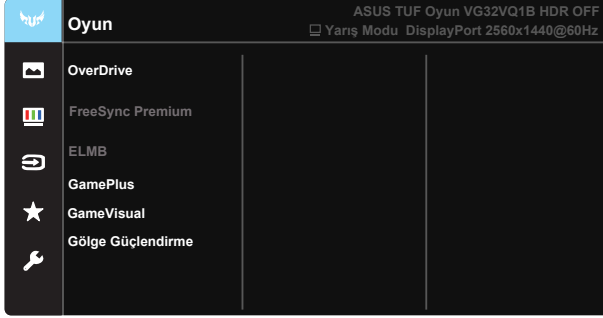 ASUS TUF Oyun VG32VQ1B HDR OFF
Oyun
Yarış Modu DisplayPort 2560x1440@60Hz
OverDrive
FreeSync Premium
ELMB
GamePlus
GameVisual
Gölge Güçlendirme